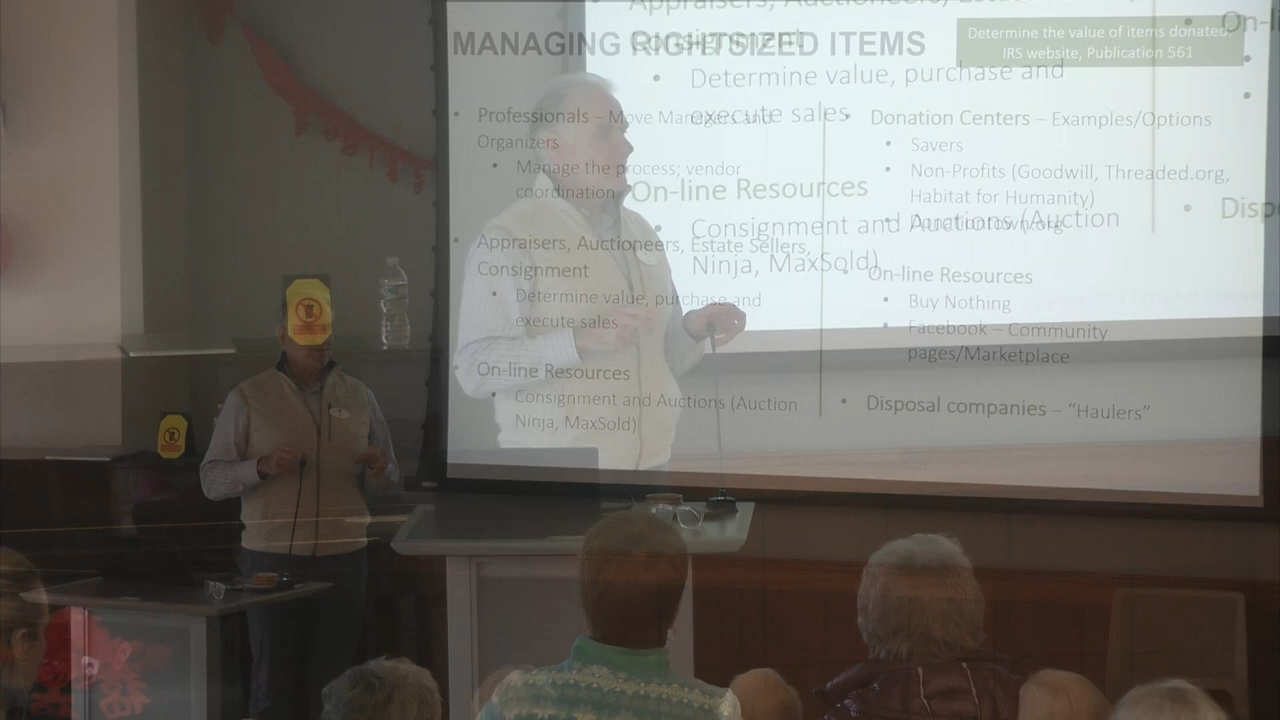 MANAGING RIGHTSIZED ITEMS
Determine the value of items donated
IRS website, Publication 561
• Professionals – Move Managers and
Organizers
• Manage the process; vendor
coordination
• Appraisers, Auctioneers, Estate Sellers,
Consignment
• Determine value, purchase and
execute sales
• On-line Resources
• Consignment and Auctions (Auction
Ninja, MaxSold)
• Donation Centers – Examples/Options
• Savers
• Non-Profits (Goodwill, Threaded.org,
Habitat for Humanity)
• Donationtown.org
• On-line Resources
• Buy Nothing
• Facebook – Community
pages/Marketplace
• Disposal companies – “Haulers”
Appraisers, Auctioneers,
Consignment
• Determine value, purchase and
execute sales
• On-line Resources
• Consignment and Auctions (Auction
Ninja, MaxSold)
• On-l
•
• Disp